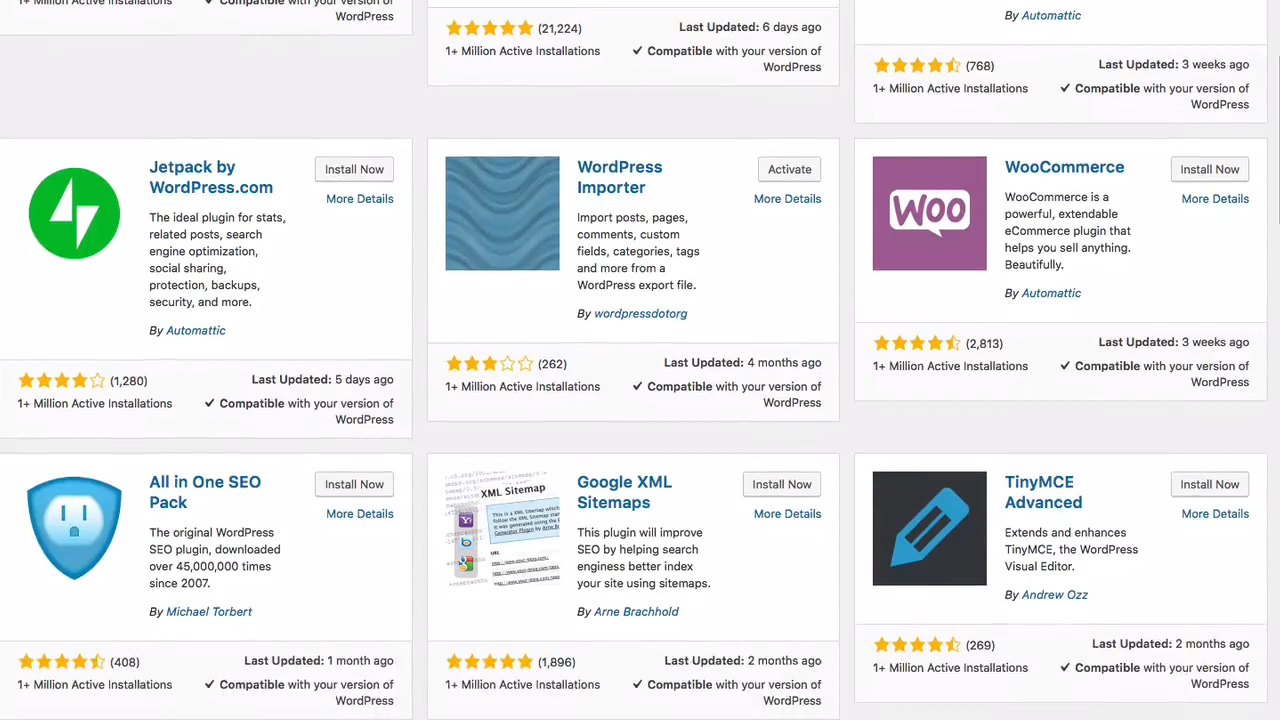 WordPress
(21,224)
Last Updated: 6 days ago
1+ Million Active Installations
✓ Compatible with your version of
WordPress
By Automattic
(768)
Last Updated: 3 weeks ago
1+ Million Active Installations
✓ Compatible with your version of
WordPress
Jetpack by
WordPress.com
Install Now
More Details
The ideal plugin for stats,
related posts, search
engine optimization,
social sharing,
protection, backups,
security, and more.
By Automattic
(1,280)
Last Updated: 5 days ago
1+ Million Active Installations
✓ Compatible with your version of
WordPress
WordPress
Importer
Activate
More Details
Import posts, pages,
comments, custom
fields, categories, tags
and more from a
WordPress export file.
By wordpressdotorg
(262)
Last Updated: 4 months ago
1+ Million Active Installations
✓ Compatible with your version of
WordPress
WOO
WooCommerce
Install Now
More Details
WooCommerce is a
powerful, extendable
eCommerce plugin that
helps you sell anything.
Beautifully.
By Automattic
(2,813)
Last Updated: 3 weeks ago
1+ Million Active Installations
✓ Compatible with your version of
WordPress
All in One SEO
Pack
Install Now
More Details
The original WordPress
SEO plugin, downloaded
over 45,000,000 times
since 2007.
By Michael Torbert
(408)
Last Updated: 1 month ago
1+ Million Active Installations
✓ Compatible with your version of
WordPress
XML Sitemap
URL
Google XML
Sitemaps
Install Now
More Details
This plugin will improve
SEO by helping search
enginess better index
your site using sitemaps.
By Arne Brachhold
(1,896)
Last Updated: 2 months ago
1+ Million Active Installations
✓ Compatible with your version of
WordPress
TinyMCE
Advanced
Install Now
More Details
Extends and enhances
TinyMCE, the WordPress
Visual Editor.
By Andrew Ozz
(269)
Last Updated: 2 months ago
1+ Million Active Installations
✓ Compatible with your version of
WordPress